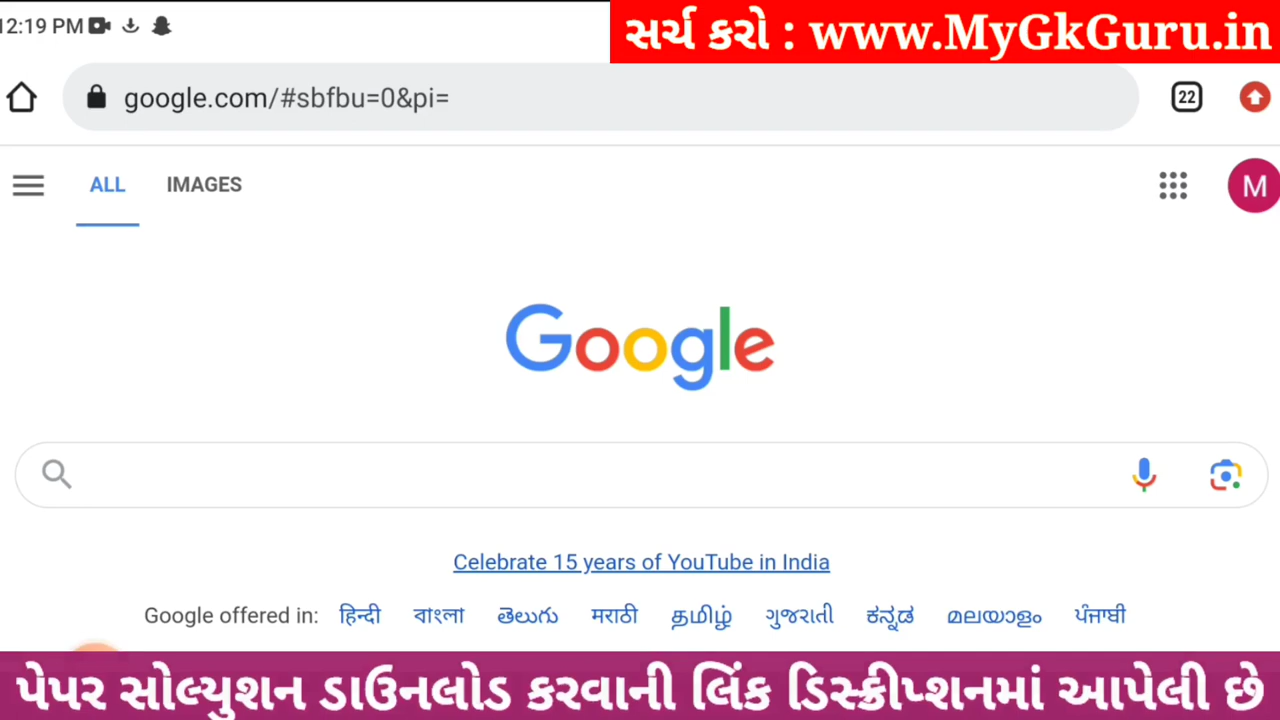 12:19 PM
સર્ચ કરો : www.MyGkGuru.in
google.com/#sbfbu=0&pi=
22
ALL IMAGES
M
Google
Celebrate 15 years of YouTube in India
Google offered in: हिन्दी বাংলা తెలుగు मराठी தமிழ் ગુજરાતી ಕನ್ನಡ മലയാളം ਪੰਜਾਬੀ
પેપર સોલ્યુશન ડાઉનલોડ કરવાની લિંક ડિસ્ક્રીપ્શનમાં આપેલી છે